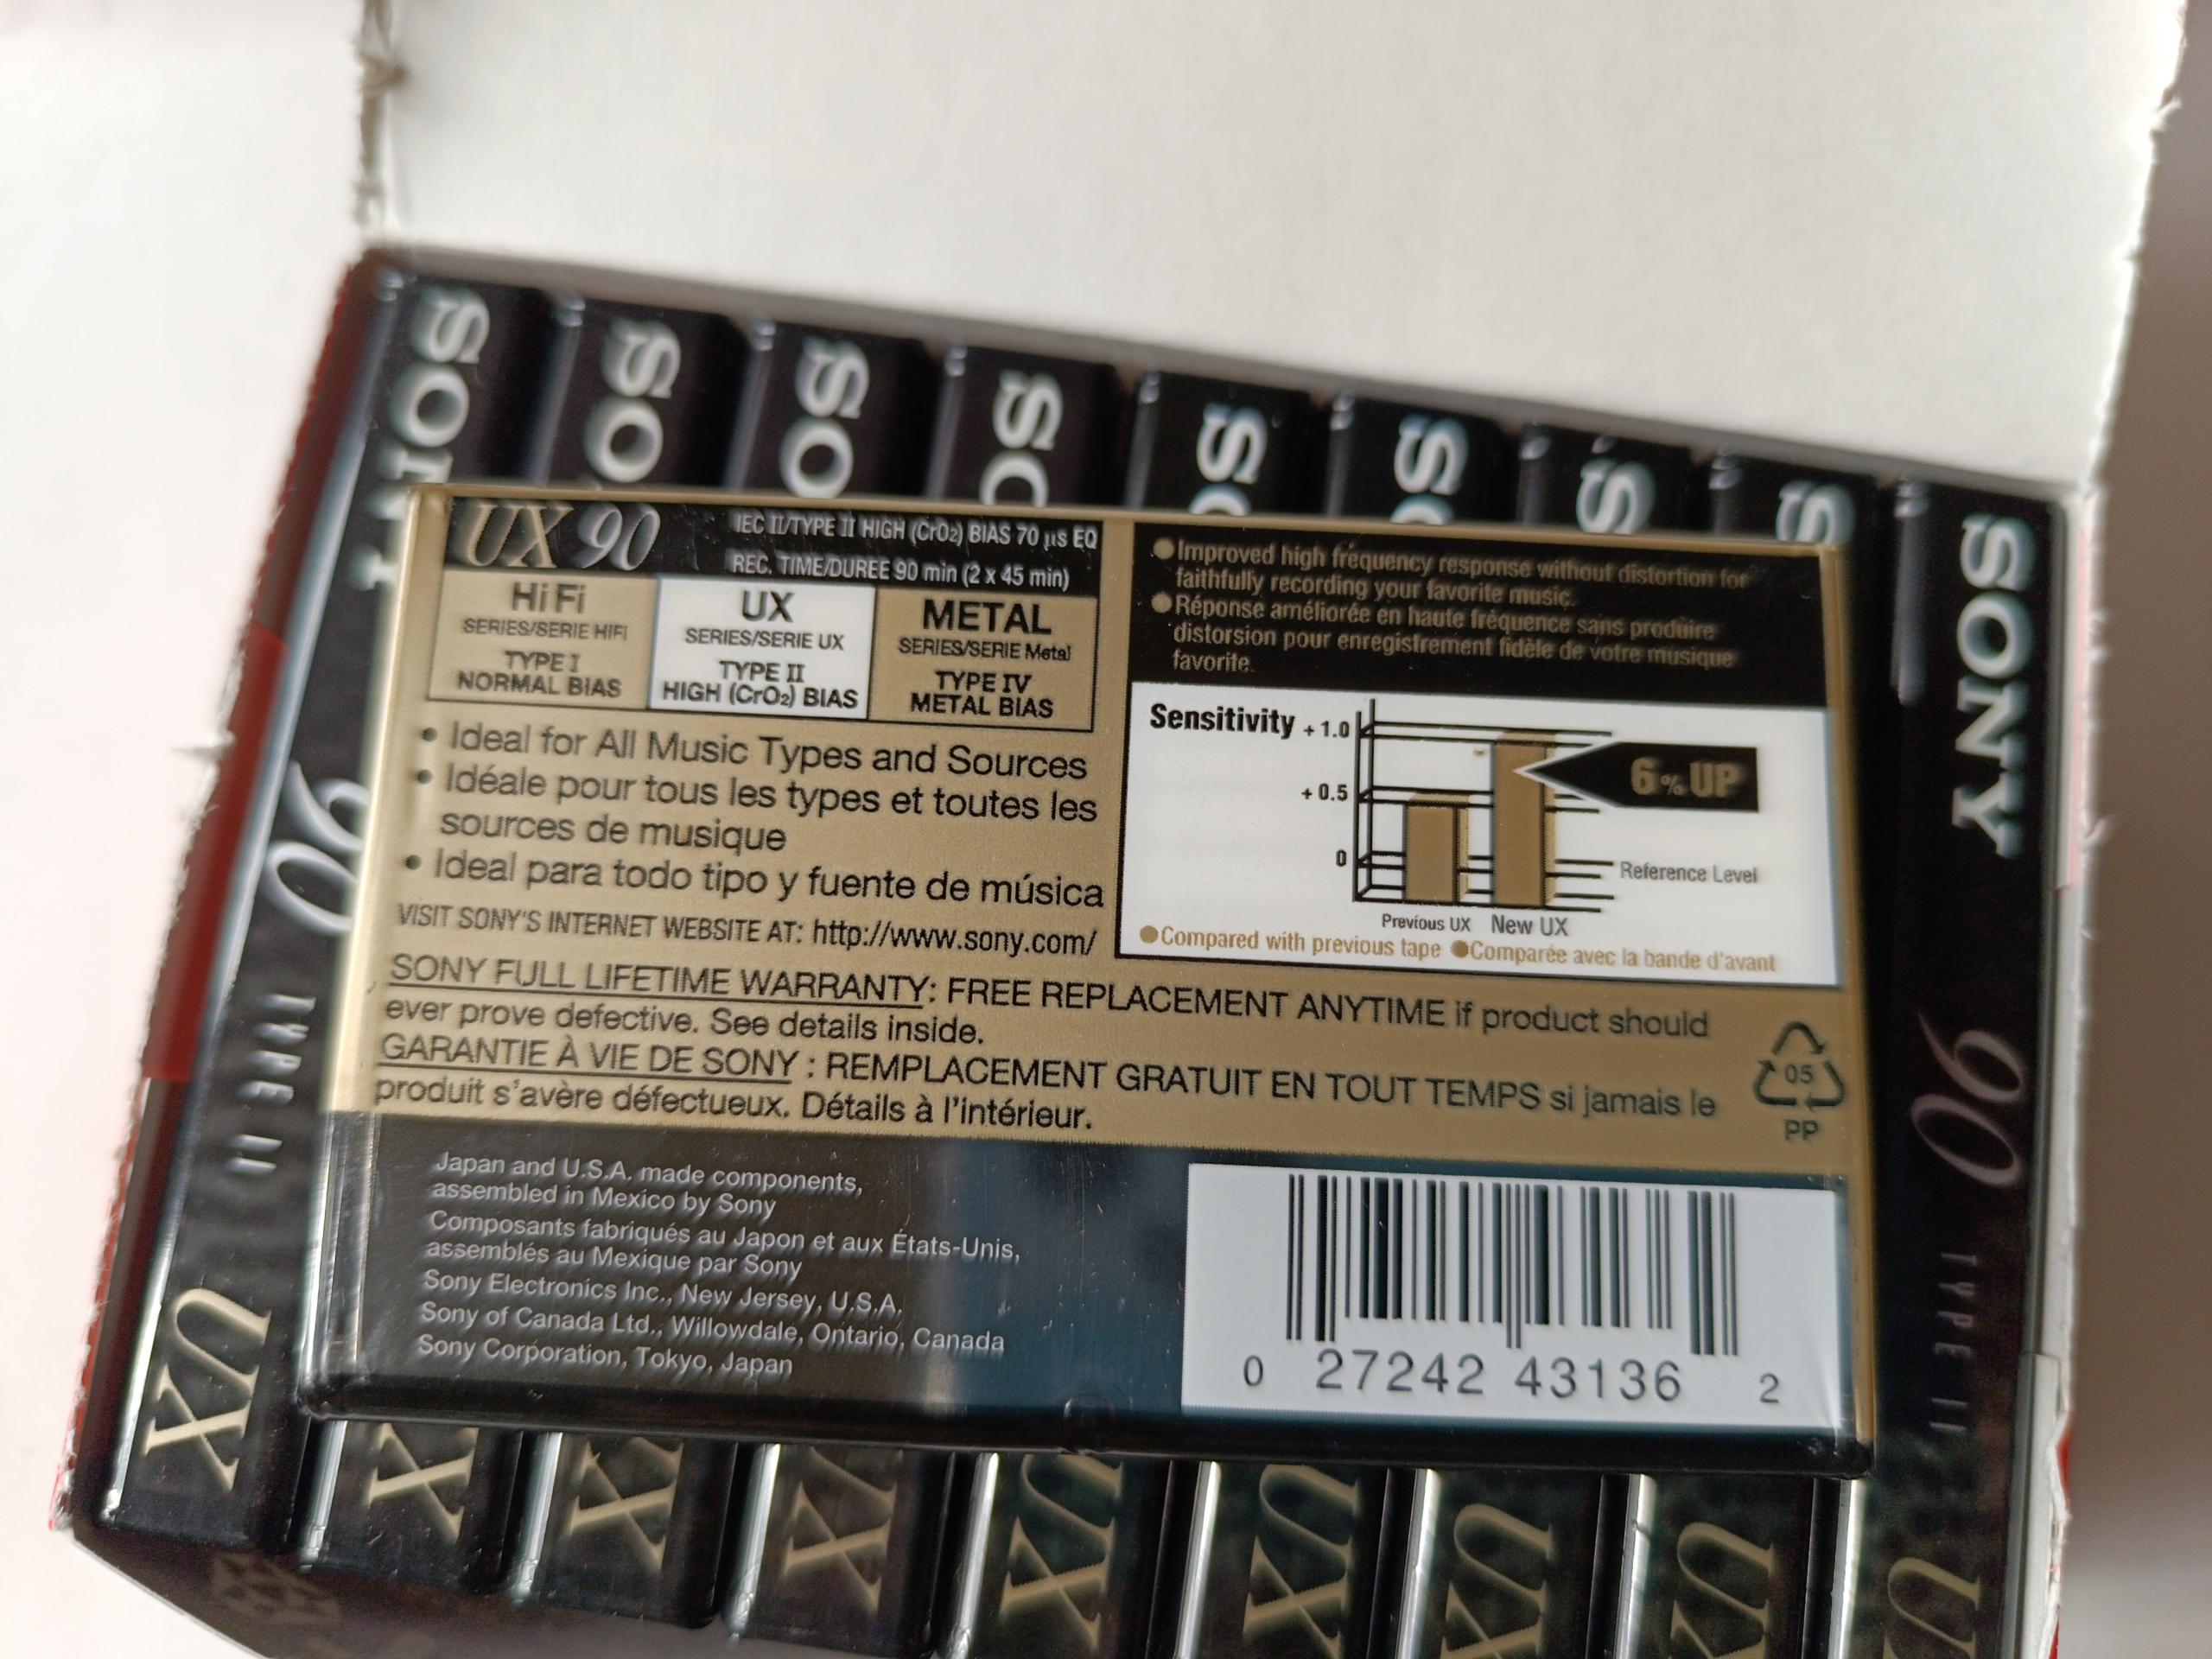 SONY
SO
SO
SO
SO
SO
S
S
SONY
UX 90
IEC II/TYPE II HIGH (CrO₂) BIAS 70 µs EQ
REC. TIME/DUREE 90 min (2 x 45 min)
HiFi
SERIES/SERIE HIFI
TYPE I
NORMAL BIAS
UX
SERIES/SERIE UX
TYPE II
HIGH (CrO₂) BIAS
METAL
SERIES/SERIE Metal
TYPE IV
METAL BIAS
• Ideal for All Music Types and Sources
• Idéale pour tous les types et toutes les
sources de musique
• Ideal para todo tipo y fuente de música
VISIT SONY'S INTERNET WEBSITE AT: http://www.sony.com/
●Improved high frequency response without distortion for
faithfully recording your favorite music.
●Réponse améliorée en haute fréquence sans produire
distorsion pour enregistrement fidèle de votre musique
favorite.
Sensitivity
+1.0
+0.5
0
6% UP
Reference Level
Previous UX
New UX
●Compared with previous tape ●Comparée avec la bande d'avant
SONY FULL LIFETIME WARRANTY: FREE REPLACEMENT ANYTIME if product should
ever prove defective. See details inside.
GARANTIE À VIE DE SONY : REMPLACEMENT GRATUIT EN TOUT TEMPS si jamais le
produit s'avère défectueux. Détails à l'intérieur.
05
PP
Japan and U.S.A. made components,
assembled in Mexico by Sony
Composants fabriqués au Japon et aux États-Unis,
assemblés au Mexique par Sony
Sony Electronics Inc., New Jersey, U.S.A.
Sony of Canada Ltd., Willowdale, Ontario, Canada
Sony Corporation, Tokyo, Japan
0 27242 43136 2
90
TYPE II
UX
X
X
X
UX
UX
UX
UX
90
TYPE II
UX